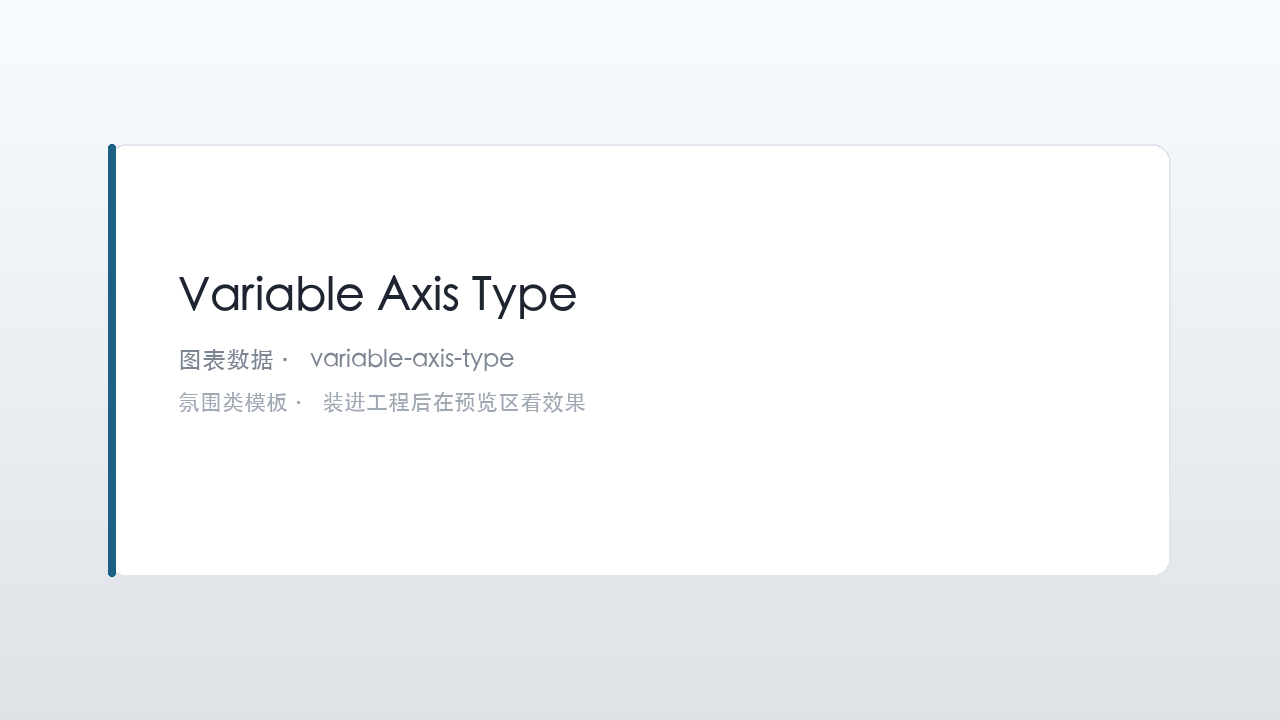 Variable Axis Type
图表数据 · variable-axis-type
氛围类模板 · 装进工程后在预览区看效果